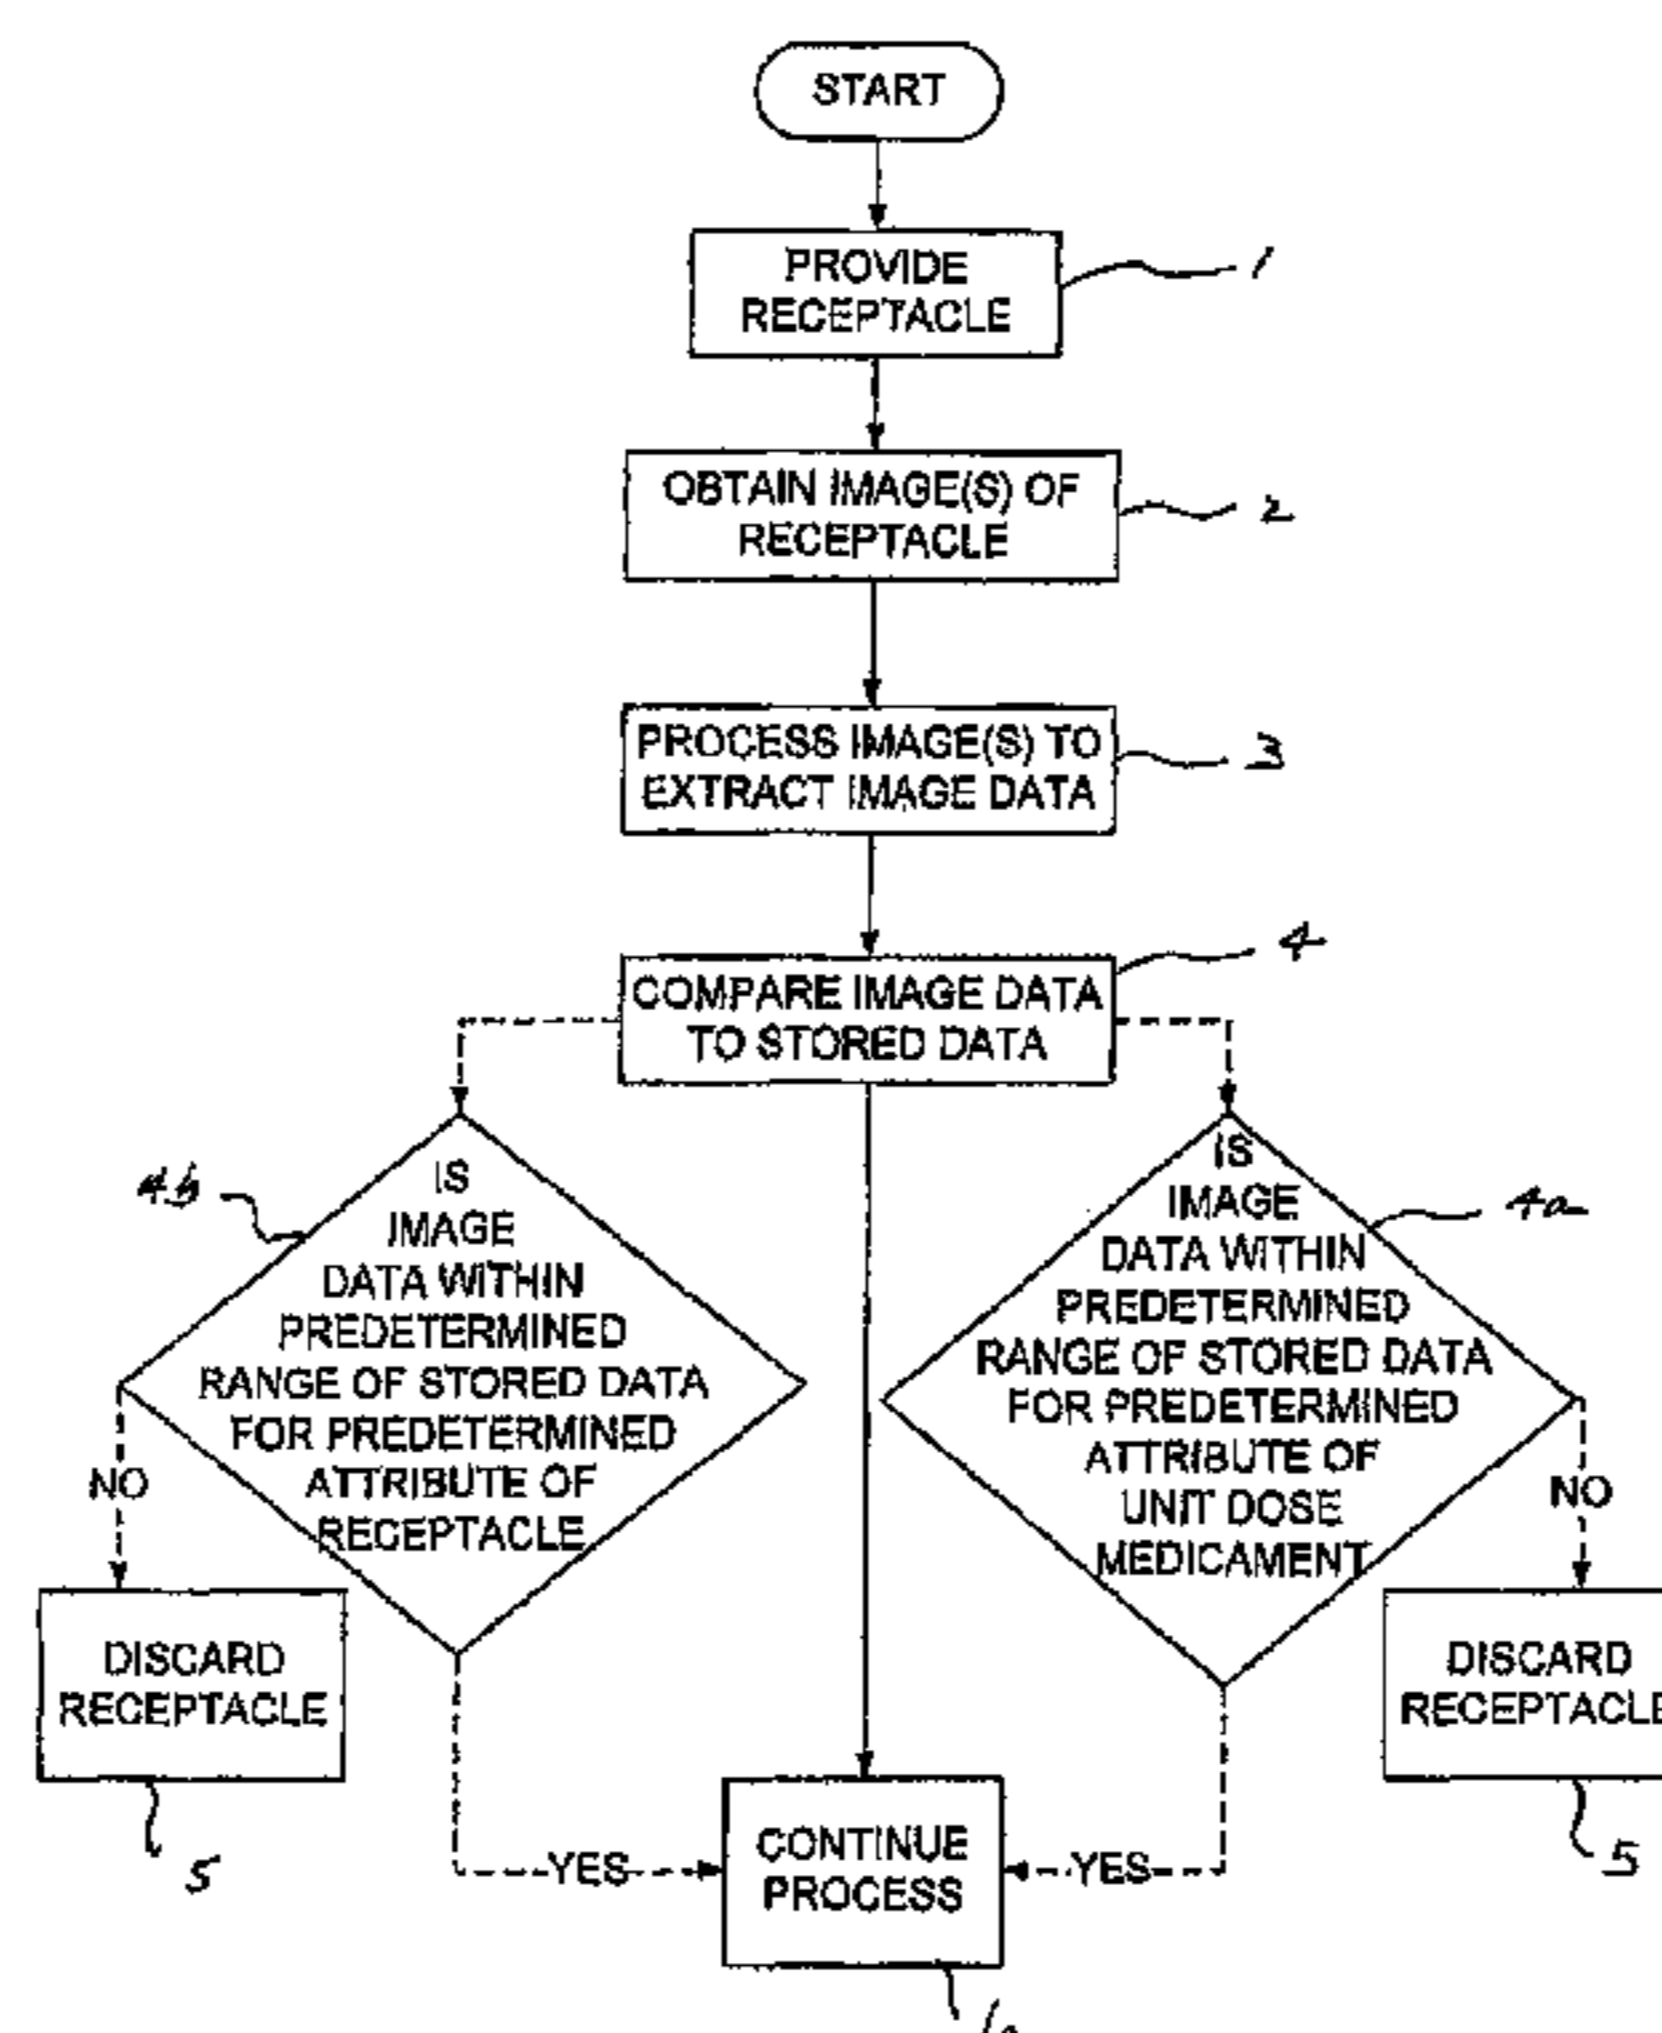 START
PROVIDE
RECEPTACLE
1
OBTAIN IMAGE(S) OF
RECEPTACLE
2
PROCESS IMAGE(S) TO
EXTRACT IMAGE DATA
3
COMPARE IMAGE DATA
TO STORED DATA
4
4b
IS
IMAGE
DATA WITHIN
PREDETERMINED
RANGE OF STORED DATA
FOR PREDETERMINED
ATTRIBUTE OF
RECEPTACLE
4a
IS
IMAGE
DATA WITHIN
PREDETERMINED
RANGE OF STORED DATA
FOR PREDETERMINED
ATTRIBUTE OF
UNIT DOSE
MEDICAMENT
NO
NO
DISCARD
RECEPTACLE
5
DISCARD
RECEPTACLE
5
YES
YES
CONTINUE
PROCESS